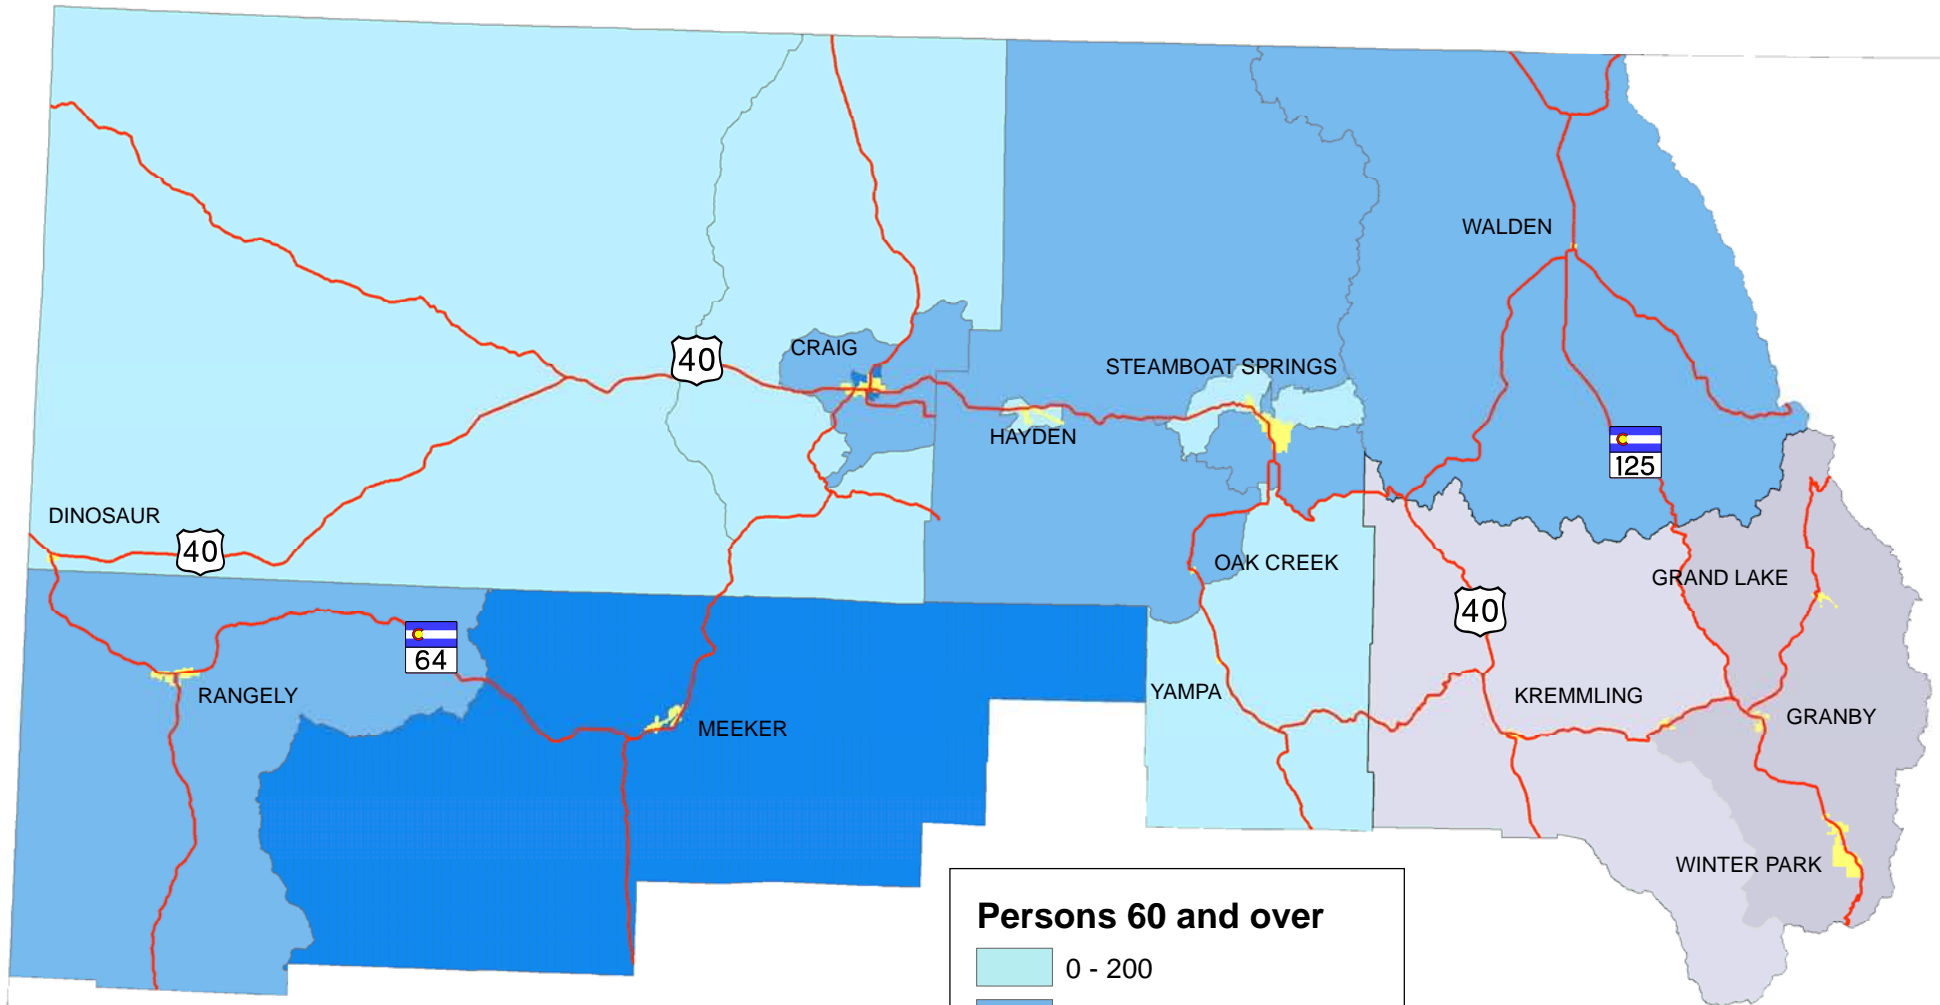 WALDEN
CRAIG
40
STEAMBOAT SPRINGS
HAYDEN
125
DINOSAUR
40
OAK CREEK
GRAND LAKE
40
64
RANGELY
YAMPA
KREMMLING
MEEKER
GRANBY
WINTER PARK
Persons 60 and over
0 - 200